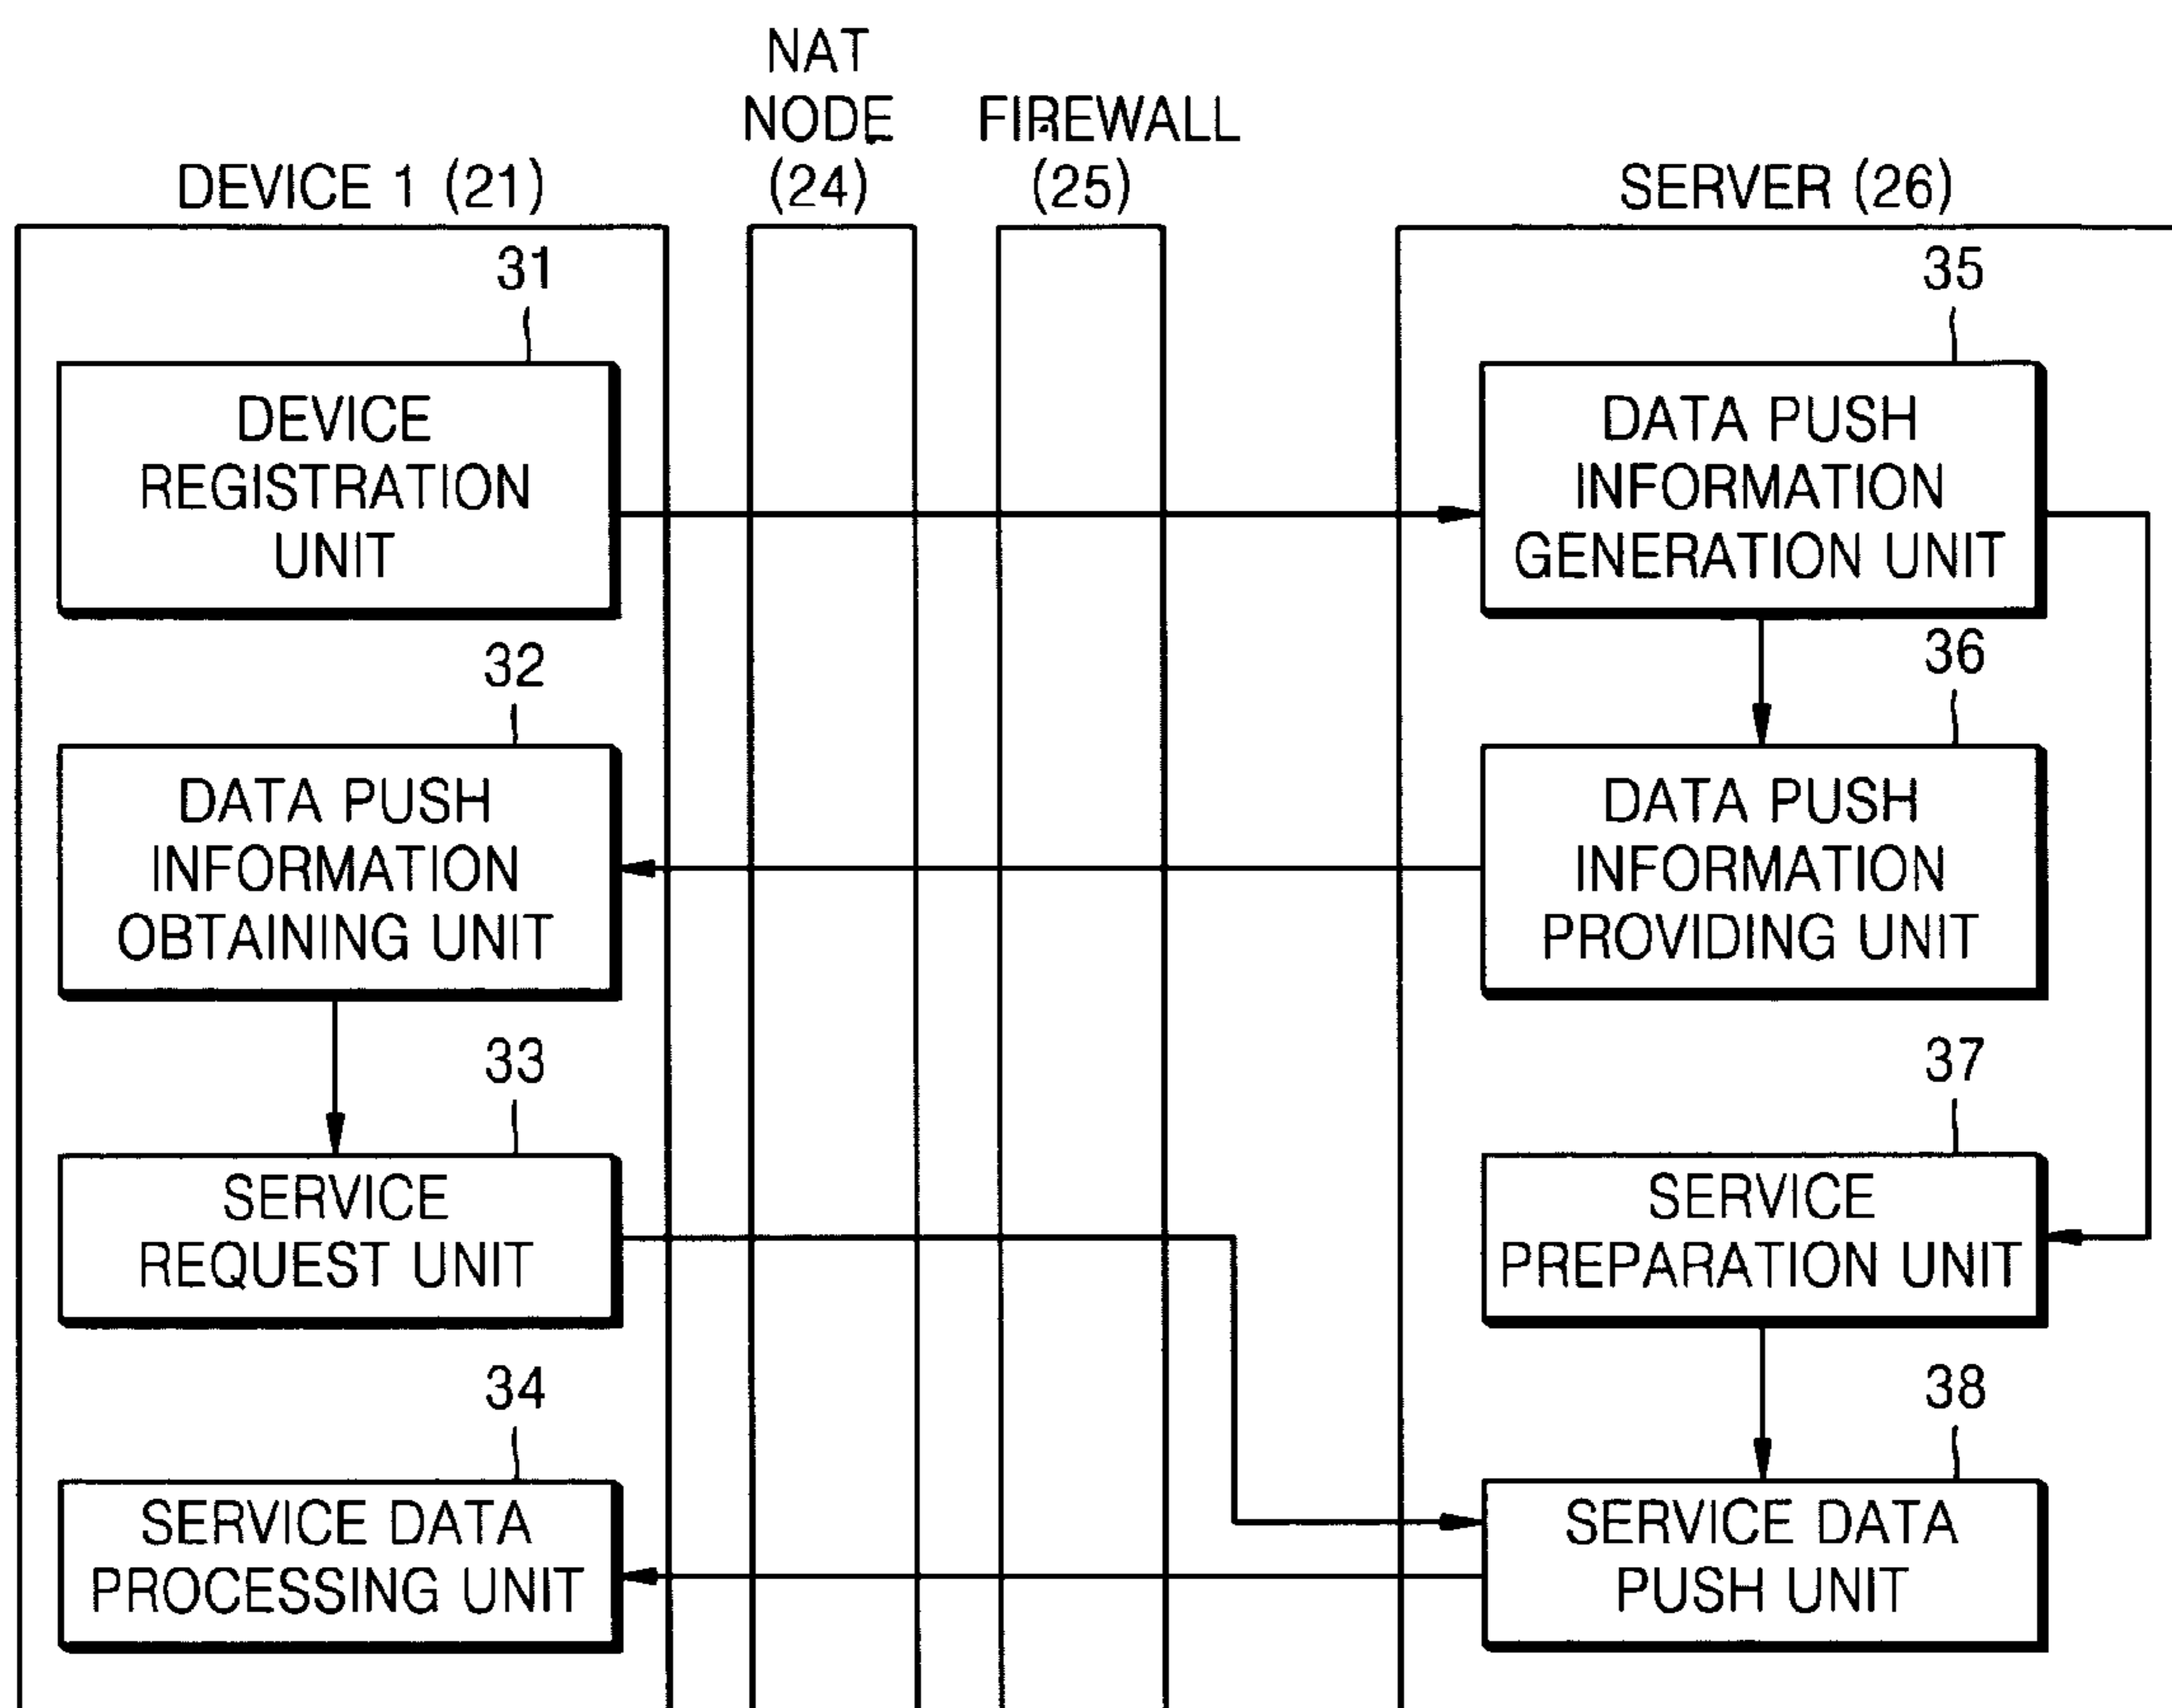 NAT
NODE
(24)
FIREWALL
(25)
DEVICE 1 (21)
SERVER (26)
31
DEVICE
REGISTRATION
UNIT
35
DATA PUSH
INFORMATION
GENERATION UNIT
32
DATA PUSH
INFORMATION
OBTAINING UNIT
36
DATA PUSH
INFORMATION
PROVIDING UNIT
33
SERVICE
REQUEST UNIT
37
SERVICE
PREPARATION UNIT
34
SERVICE DATA
PROCESSING UNIT
38
SERVICE DATA
PUSH UNIT